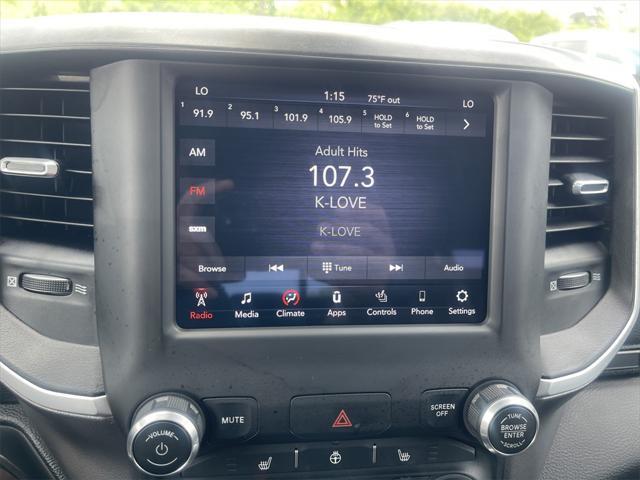 LO 1:15 75°F out LO
1 91.9 2 95.1 3 101.9 4 105.9 5 HOLD to Set 6 HOLD to Set
AM
Adult Hits
107.3
FM
K-LOVE
sxm
K-LOVE
Browse Tune Audio
Radio Media Climate Apps Controls Phone Settings
VOLUME
MUTE
SCREEN OFF
TUNE
BROWSE
ENTER
SCROLL